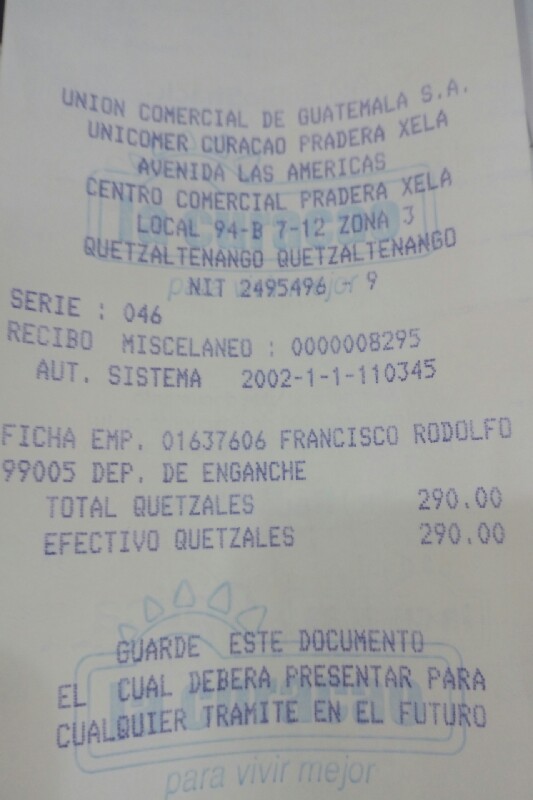 UNION COMERCIAL DE GUATEMALA S.A.
UNICOMER CURACAO PRADERA XELA
AVENIDA LAS AMERICAS
CENTRO COMERCIAL PRADERA XELA
LOCAL 94-B 7-12 ZONA 3
QUETZALTENANGO QUETZALTENANGO
NIT 2495496 - 9
SERIE : 046
RECIBO MISCELANEO : 0000008295
AUT. SISTEMA 2002-1-1-110345
FICHA EMP. 01637606 FRANCISCO RODOLFO
99005 DEP. DE ENGANCHE
TOTAL QUETZALES 290.00
EFECTIVO QUETZALES 290.00
GUARDE ESTE DOCUMENTO
EL CUAL DEBERA PRESENTAR PARA
CUALQUIER TRAMITE EN EL FUTURO
la curacao
para vivir mejor